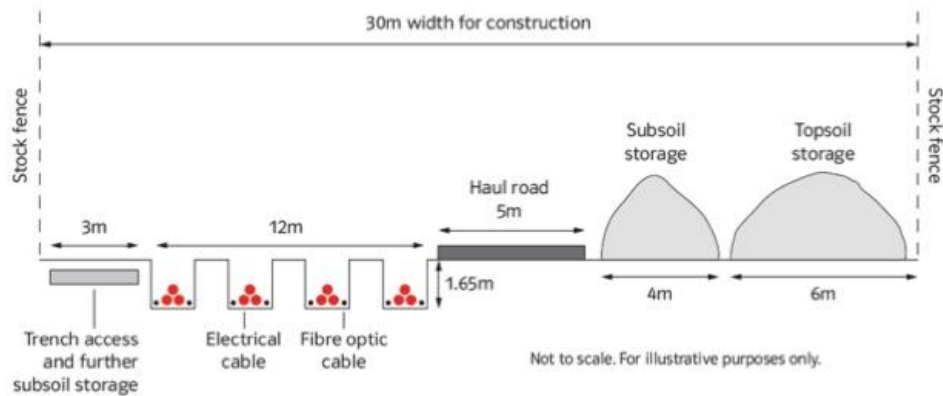 30m width for construction
Stock fence
Stock fence
Subsoil
storage
Topsoil
storage
Haul road
5m
3m
12m
1.65m
4m
6m
Trench access
and further
subsoil storage
Electrical
cable
Fibre optic
cable
Not to scale. For illustrative purposes only.